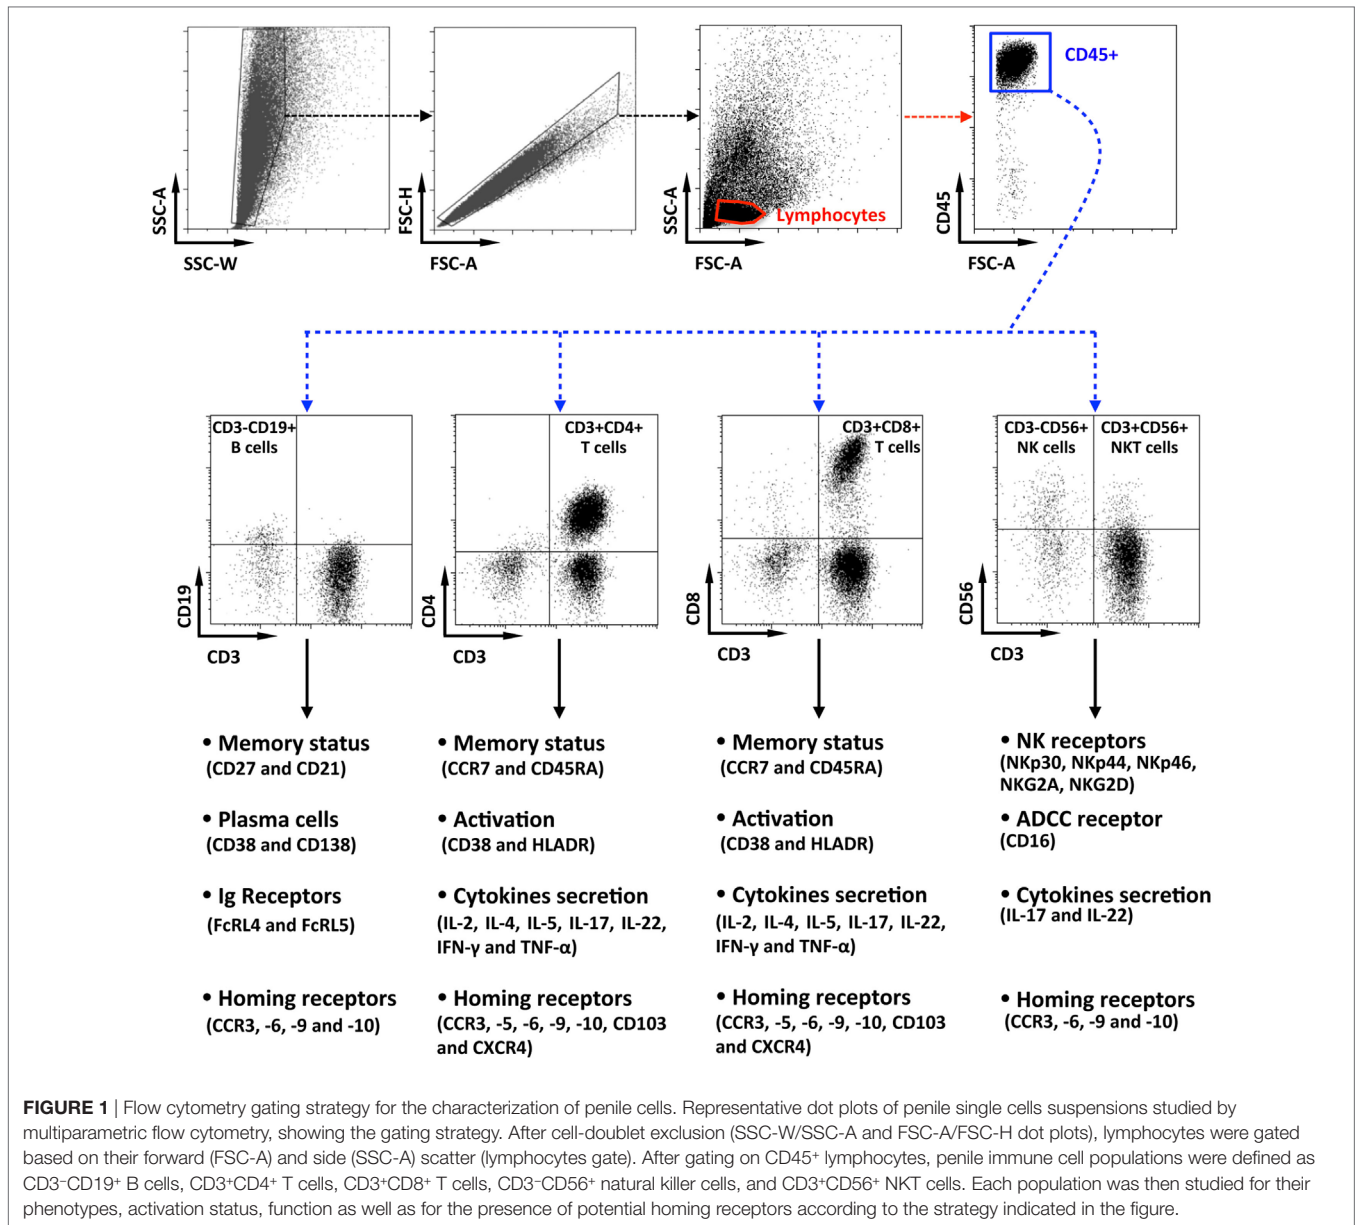 SSC-A
SSC-W
FSC-H
FSC-A
SSC-A
Lymphocytes
FSC-A
CD45+
CD45
FSC-A
CD3-CD19+
B cells
CD19
CD3
CD3+CD4+
T cells
CD4
CD3
CD3+CD8+
T cells
CD8
CD3
CD3-CD56+
NK cells
CD3+CD56+
NKT cells
CD56
CD3
• Memory status
(CD27 and CD21)
• Plasma cells
(CD38 and CD138)
• Ig Receptors
(FcRL4 and FcRL5)
• Homing receptors
(CCR3, -6, -9 and -10)
• Memory status
(CCR7 and CD45RA)
• Activation
(CD38 and HLADR)
• Cytokines secretion
(IL-2, IL-4, IL-5, IL-17, IL-22,
IFN-γ and TNF-α)
• Homing receptors
(CCR3, -5, -6, -9, -10, CD103
and CXCR4)
• Memory status
(CCR7 and CD45RA)
• Activation
(CD38 and HLADR)
• Cytokines secretion
(IL-2, IL-4, IL-5, IL-17, IL-22,
IFN-γ and TNF-α)
• Homing receptors
(CCR3, -5, -6, -9, -10, CD103
and CXCR4)
• NK receptors
(NKp30, NKp44, NKp46,
NKG2A, NKG2D)
• ADCC receptor
(CD16)
• Cytokines secretion
(IL-17 and IL-22)
• Homing receptors
(CCR3, -6, -9 and -10)
FIGURE 1 | Flow cytometry gating strategy for the characterization of penile cells. Representative dot plots of penile single cells suspensions studied by
multiparametric flow cytometry, showing the gating strategy. After cell-doublet exclusion (SSC-W/SSC-A and FSC-A/FSC-H dot plots), lymphocytes were gated
based on their forward (FSC-A) and side (SSC-A) scatter (lymphocytes gate). After gating on CD45⁺ lymphocytes, penile immune cell populations were defined as
CD3⁻CD19⁺ B cells, CD3⁺CD4⁺ T cells, CD3⁺CD8⁺ T cells, CD3⁻CD56⁺ natural killer cells, and CD3⁺CD56⁺ NKT cells. Each population was then studied for their
phenotypes, activation status, function as well as for the presence of potential homing receptors according to the strategy indicated in the figure.